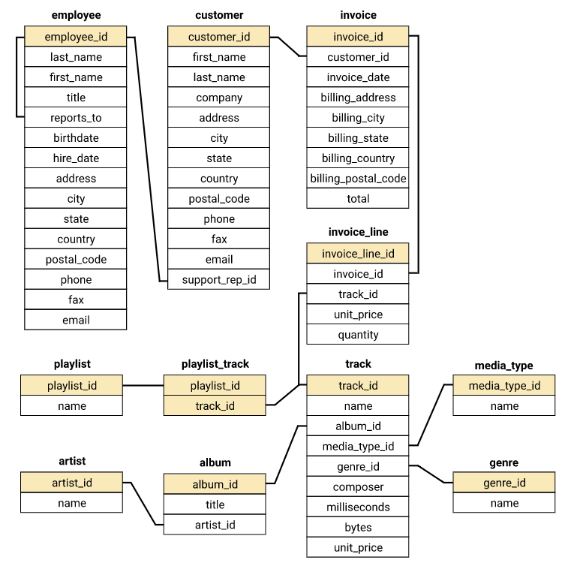 employee
employee_id
last_name
first_name
title
reports_to
birthdate
hire_date
address
city
state
country
postal_code
phone
fax
email
customer
customer_id
first_name
last_name
company
address
city
state
country
postal_code
phone
fax
email
support_rep_id
invoice
invoice_id
customer_id
invoice_date
billing_address
billing_city
billing_state
billing_country
billing_postal_code
total
invoice_line
invoice_line_id
invoice_id
track_id
unit_price
quantity
playlist
playlist_id
name
playlist_track
playlist_id
track_id
track
track_id
name
album_id
media_type_id
genre_id
composer
milliseconds
bytes
unit_price
media_type
media_type_id
name
artist
artist_id
name
album
album_id
title
artist_id
genre
genre_id
name